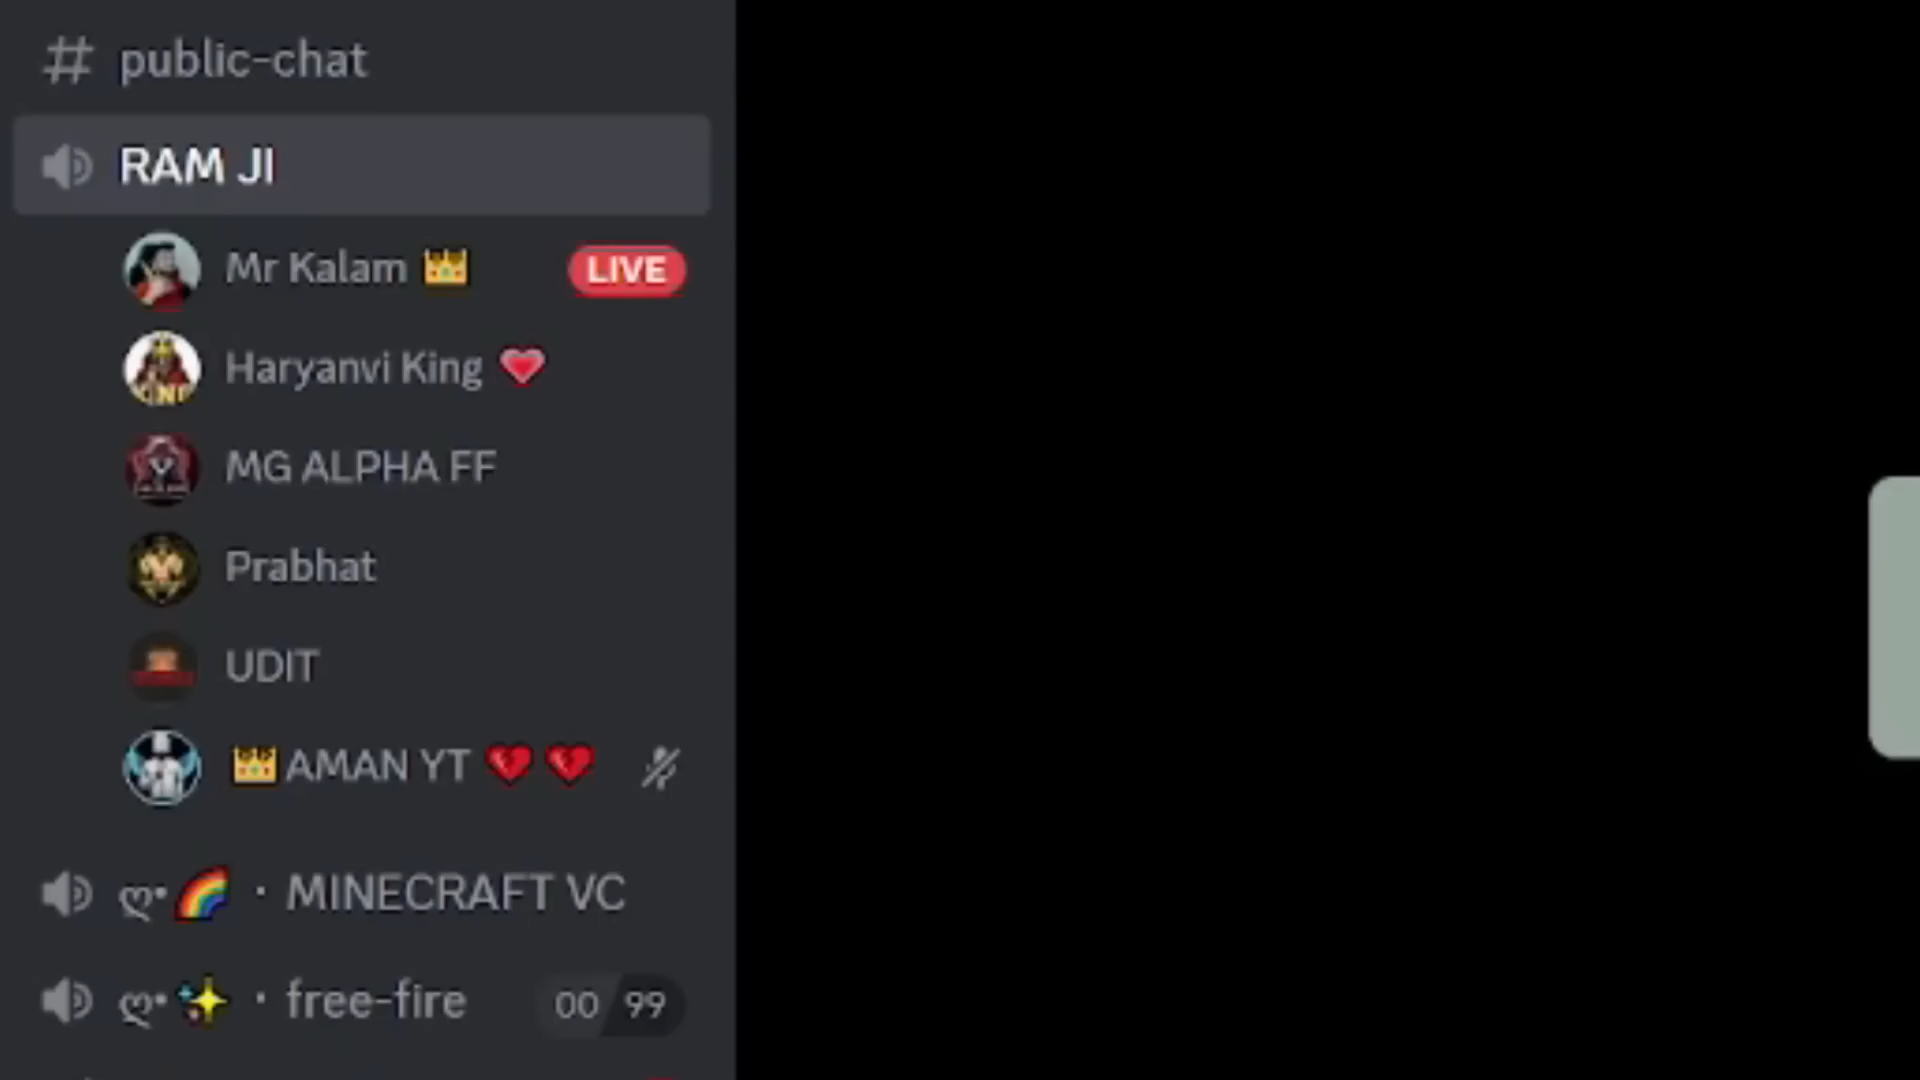 # public-chat
RAM JI
Mr Kalam 👑 LIVE
Haryanvi King 💗
MG ALPHA FF
Prabhat
UDIT
👑AMAN YT 💔 💔
ღ•🌈・MINECRAFT VC
ღ•✨・free-fire 00 99